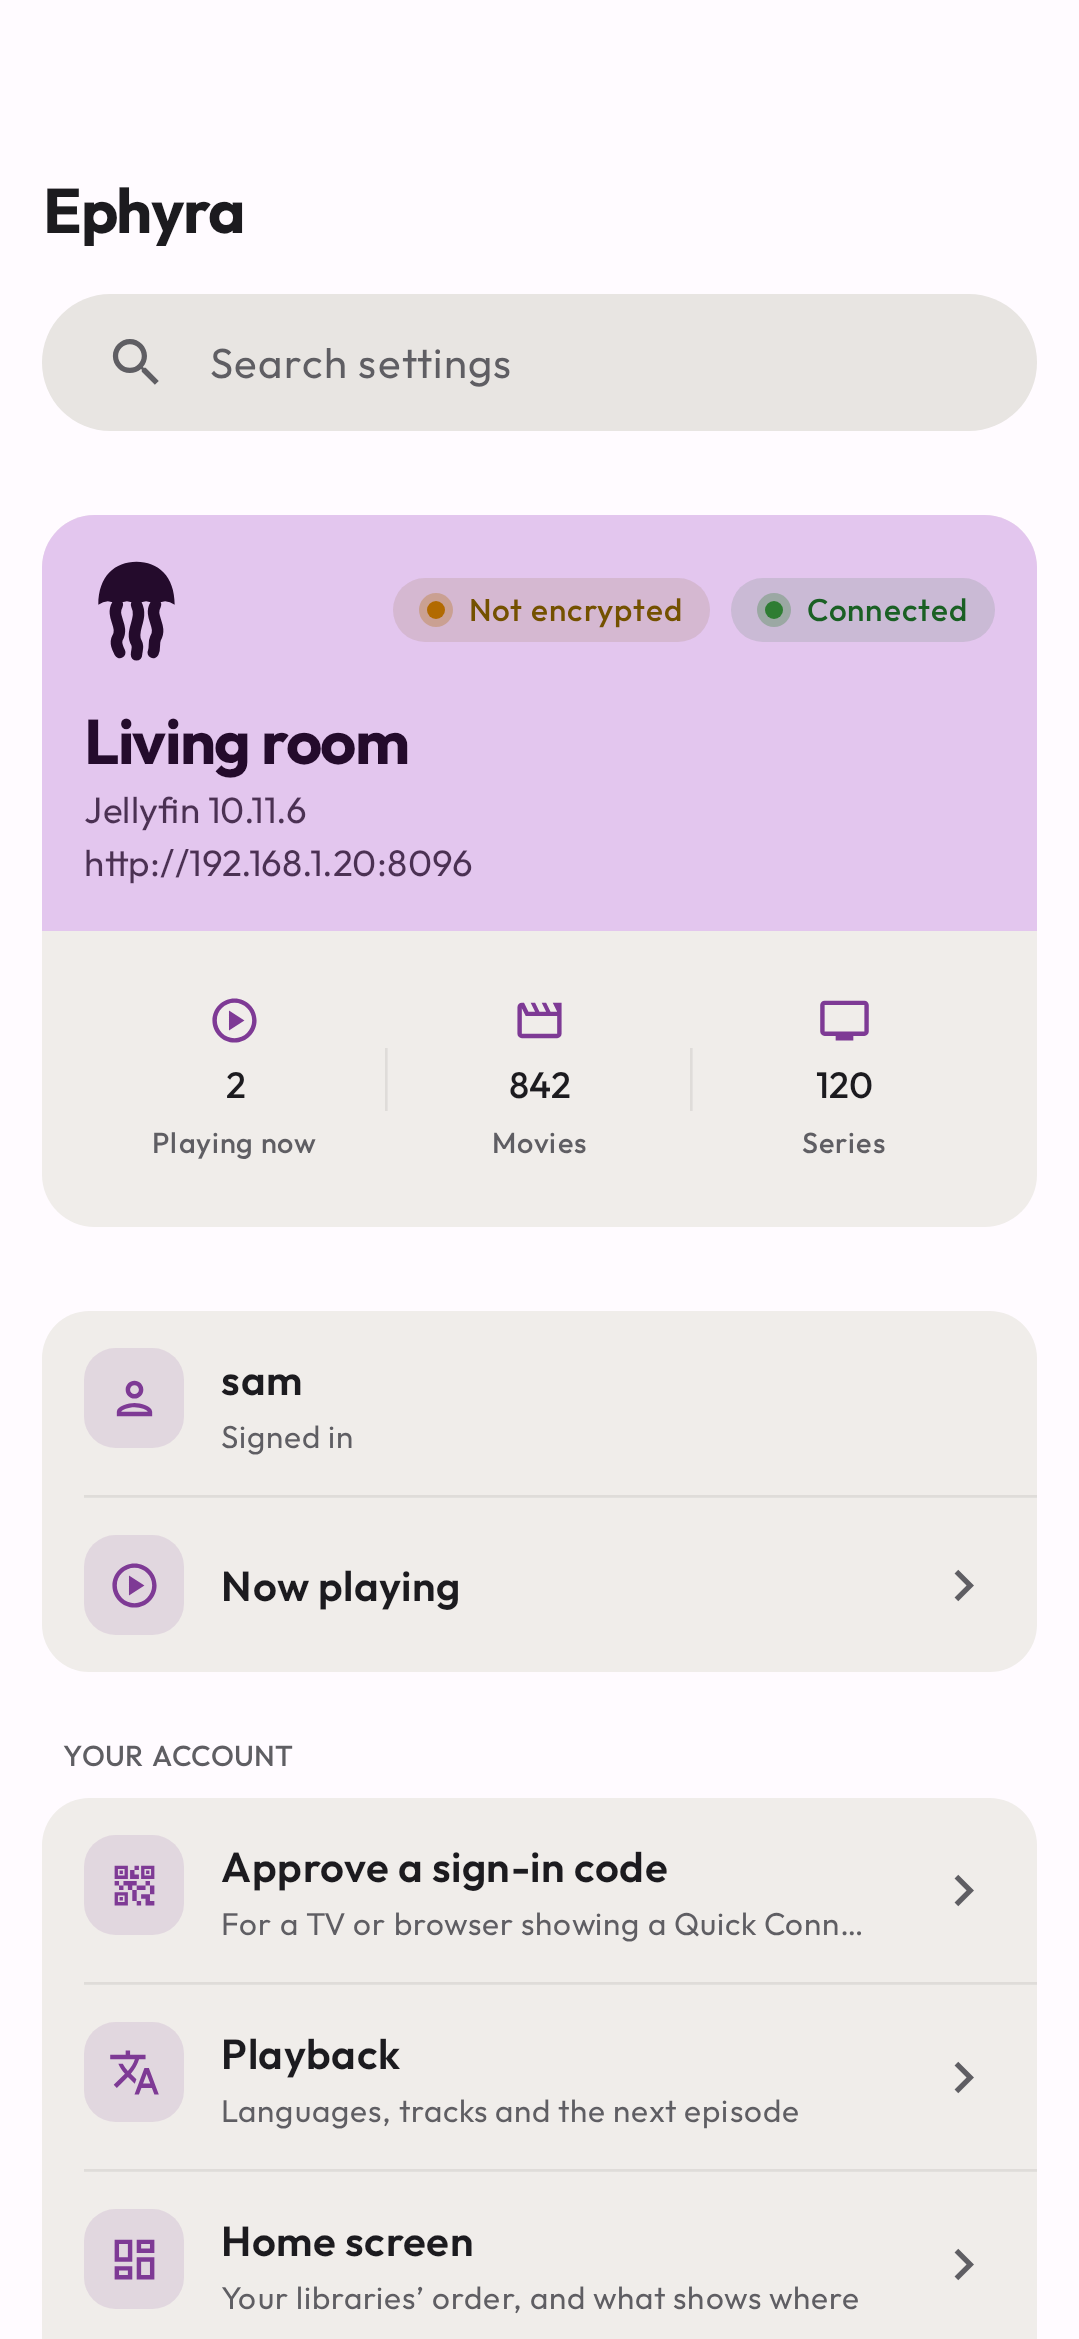 Ephyra
Search settings
Not encrypted
Connected
Living room
Jellyfin 10.11.6
http://192.168.1.20:8096
2
842
120
Playing now
Movies
Series
sam
Signed in
Now playing
YOUR ACCOUNT
Approve a sign-in code
For a TV or browser showing a Quick Conn…
Playback
Languages, tracks and the next episode
Home screen
Your libraries’ order, and what shows where